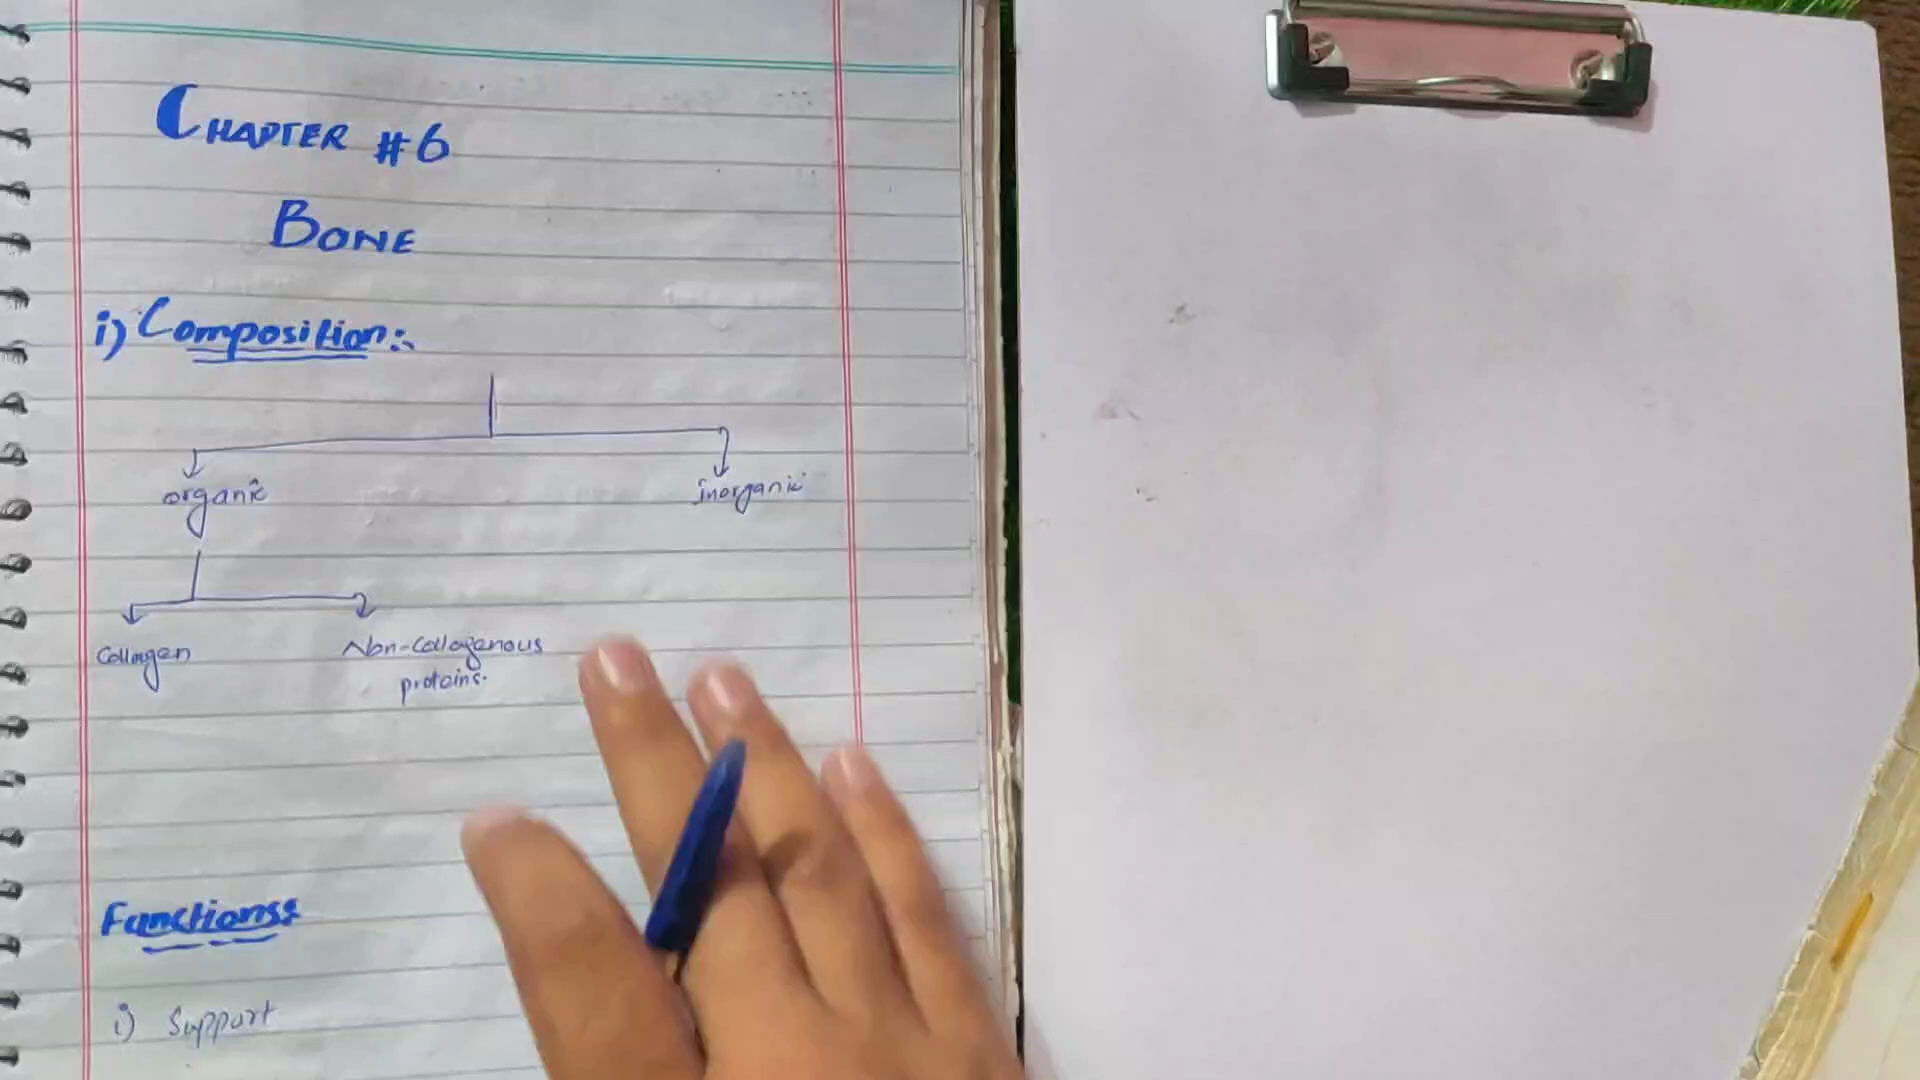 CHAPTER #6
BONE
i) Composition:-
organic
inorganic
Collagen
Non-Collagenous
proteins.
Functions:
i) Support